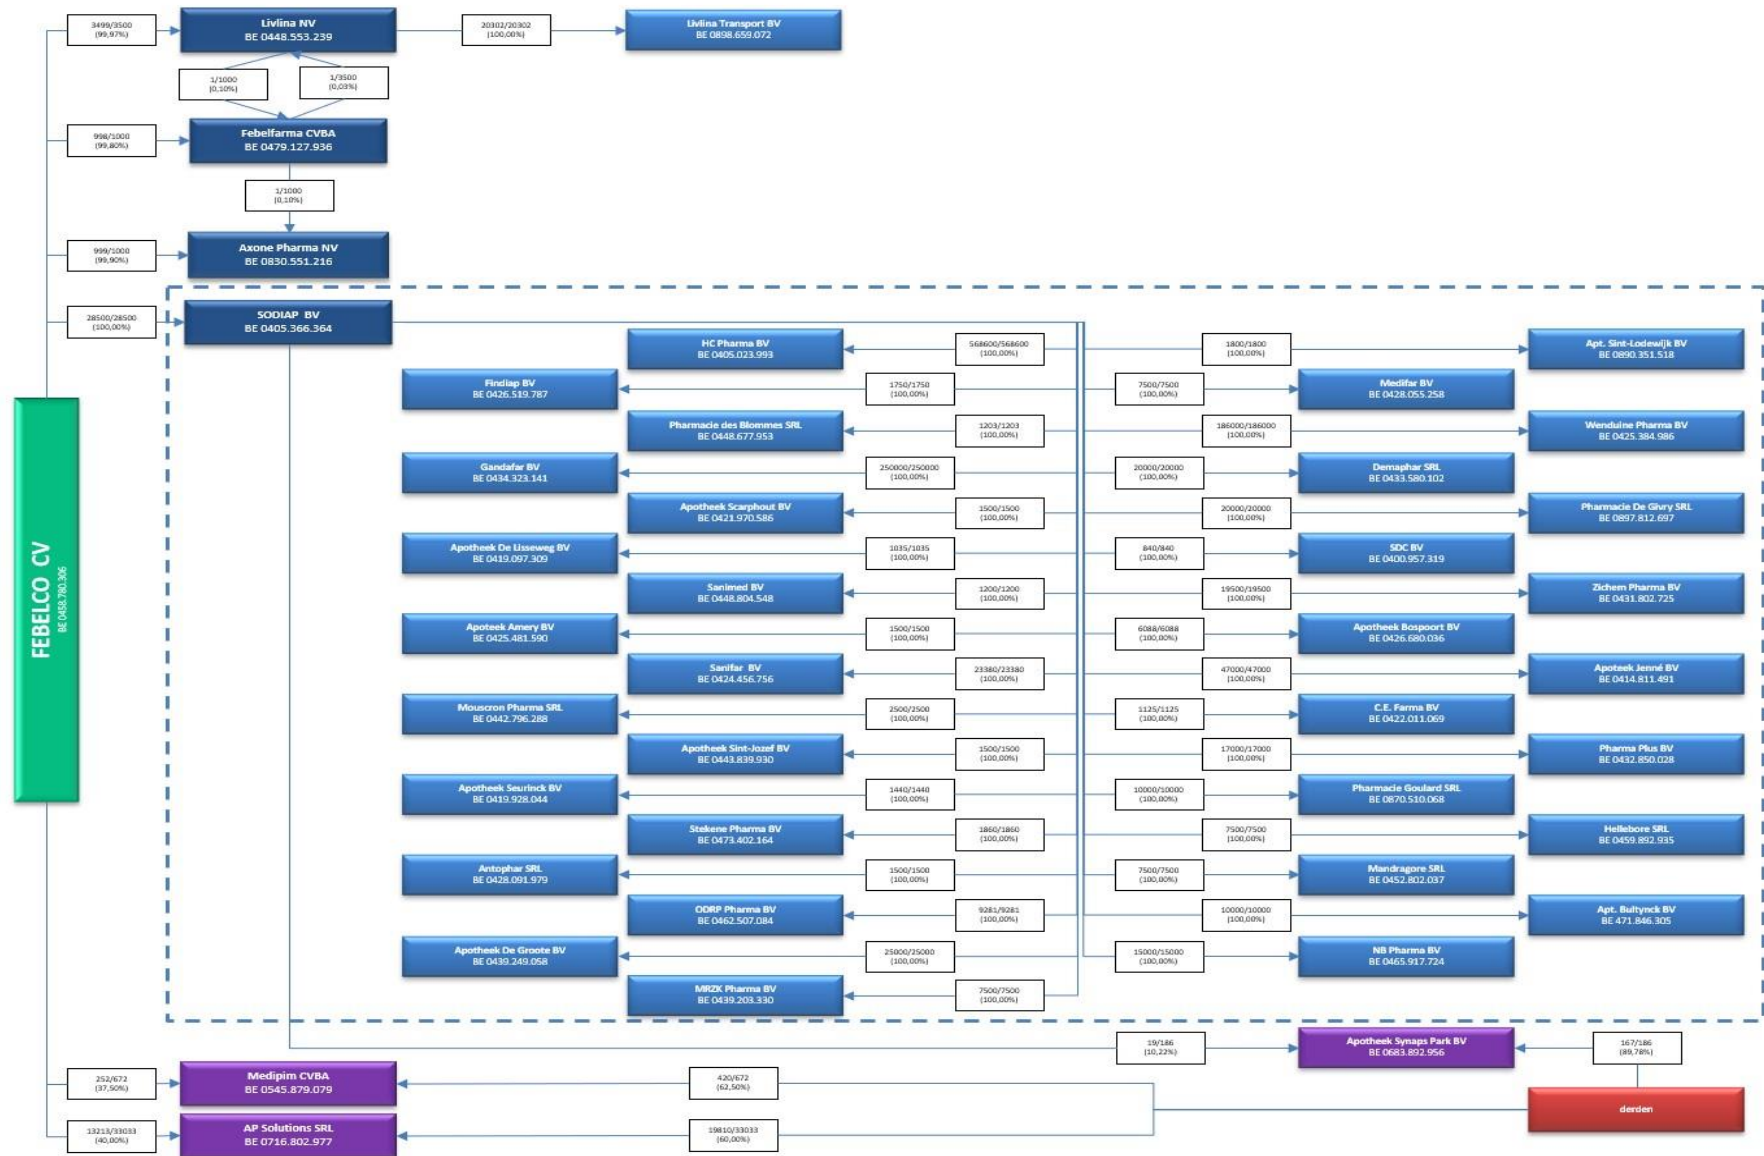 3499/3500
(99,97%)
Livlina NV
BE 0448.553.239
20302/20302
(100,00%)
Livlina Transport BV
BE 0898.659.072
1/1000
(0,10%)
1/3500
(0,03%)
998/1000
(99,80%)
Febelfarma CVBA
BE 0479.127.936
1/1000
(0,10%)
999/1000
(99,90%)
Axone Pharma NV
BE 0830.551.216
28500/28500
(100,00%)
SODIAP BV
BE 0405.366.364
FEBELCO CV
BE 0458.780.306
HC Pharma BV
BE 0405.023.993
568600/568600
(100,00%)
1800/1800
(100,00%)
Apt. Sint-Lodewijk BV
BE 0890.351.518
Findiap BV
BE 0426.519.787
1750/1750
(100,00%)
7500/7500
(100,00%)
Medifar BV
BE 0428.055.258
Pharmacie des Blommes SRL
BE 0448.677.953
1203/1203
(100,00%)
186000/186000
(100,00%)
Wenduine Pharma BV
BE 0425.384.986
Gandafar BV
BE 0434.323.141
250000/250000
(100,00%)
20000/20000
(100,00%)
Demaphar SRL
BE 0433.580.102
Apotheek Scarphout BV
BE 0421.970.586
1500/1500
(100,00%)
20000/20000
(100,00%)
Pharmacie De Givry SRL
BE 0897.812.697
Apotheek De Lisseweg BV
BE 0419.097.309
1035/1035
(100,00%)
840/840
(100,00%)
SDC BV
BE 0400.957.319
Sanimed BV
BE 0448.804.548
1200/1200
(100,00%)
19500/19500
(100,00%)
Zichem Pharma BV
BE 0431.802.725
Apoteek Amery BV
BE 0425.481.590
1500/1500
(100,00%)
6088/6088
(100,00%)
Apotheek Bospoort BV
BE 0426.680.036
Sanifar BV
BE 0424.456.756
23380/23380
(100,00%)
47000/47000
(100,00%)
Apoteek Jenné BV
BE 0414.811.491
Mouscron Pharma SRL
BE 0442.796.288
2500/2500
(100,00%)
1125/1125
(100,00%)
C.E. Farma BV
BE 0422.011.069
Apotheek Sint-Jozef BV
BE 0443.839.930
1500/1500
(100,00%)
17000/17000
(100,00%)
Pharma Plus BV
BE 0432.850.028
Apotheek Seurinck BV
BE 0419.928.044
1440/1440
(100,00%)
10000/10000
(100,00%)
Pharmacie Goulard SRL
BE 0870.510.068
Stekene Pharma BV
BE 0473.402.164
1860/1860
(100,00%)
7500/7500
(100,00%)
Hellebore SRL
BE 0459.892.935
Antophar SRL
BE 0428.091.979
1500/1500
(100,00%)
7500/7500
(100,00%)
Mandragore SRL
BE 0452.802.037
ODRP Pharma BV
BE 0462.507.084
9281/9281
(100,00%)
10000/10000
(100,00%)
Apt. Bultynck BV
BE 471.846.305
Apotheek De Groote BV
BE 0439.249.058
25000/25000
(100,00%)
15000/15000
(100,00%)
NB Pharma BV
BE 0465.917.724
MRZK Pharma BV
BE 0439.203.330
7500/7500
(100,00%)
19/186
(10,22%)
Apotheek Synaps Park BV
BE 0683.892.956
167/186
(89,78%)
252/672
(37,50%)
Medipim CVBA
BE 0545.879.079
420/672
(62,50%)
derden
13213/33033
(40,00%)
AP Solutions SRL
BE 0716.802.977
19810/33033
(60,00%)